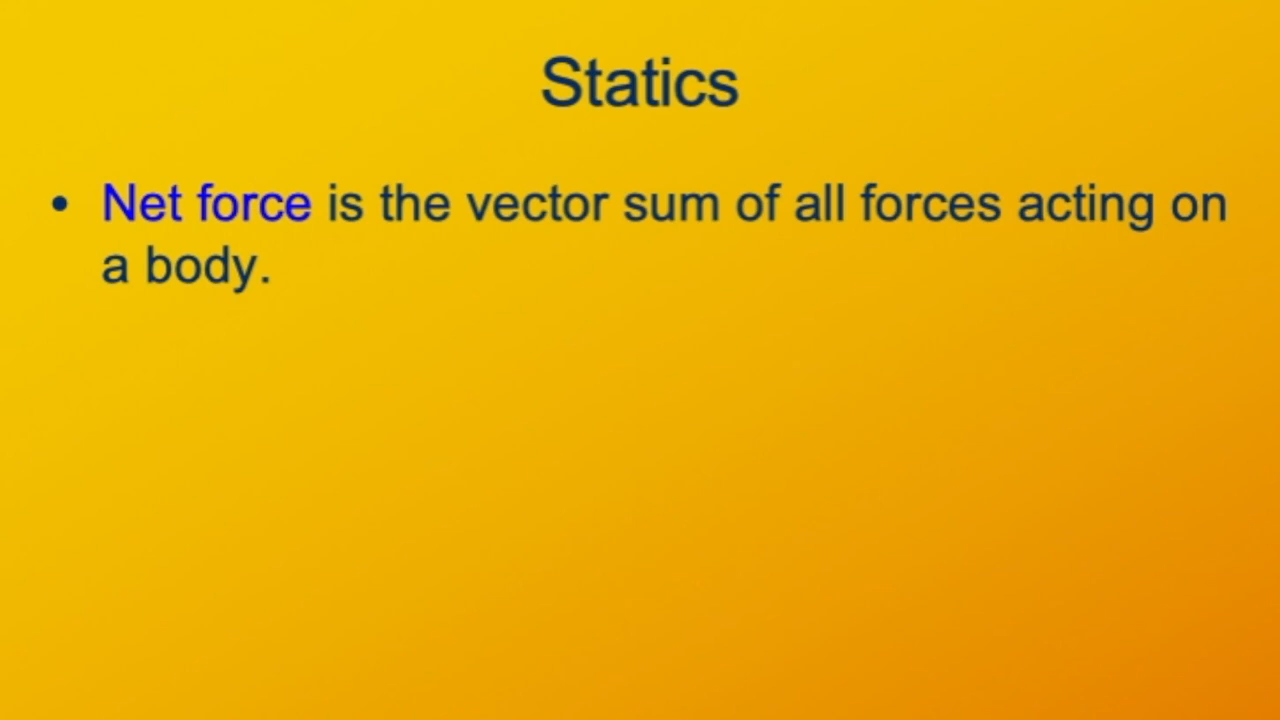 Statics
• Net force is the vector sum of all forces acting on
a body.